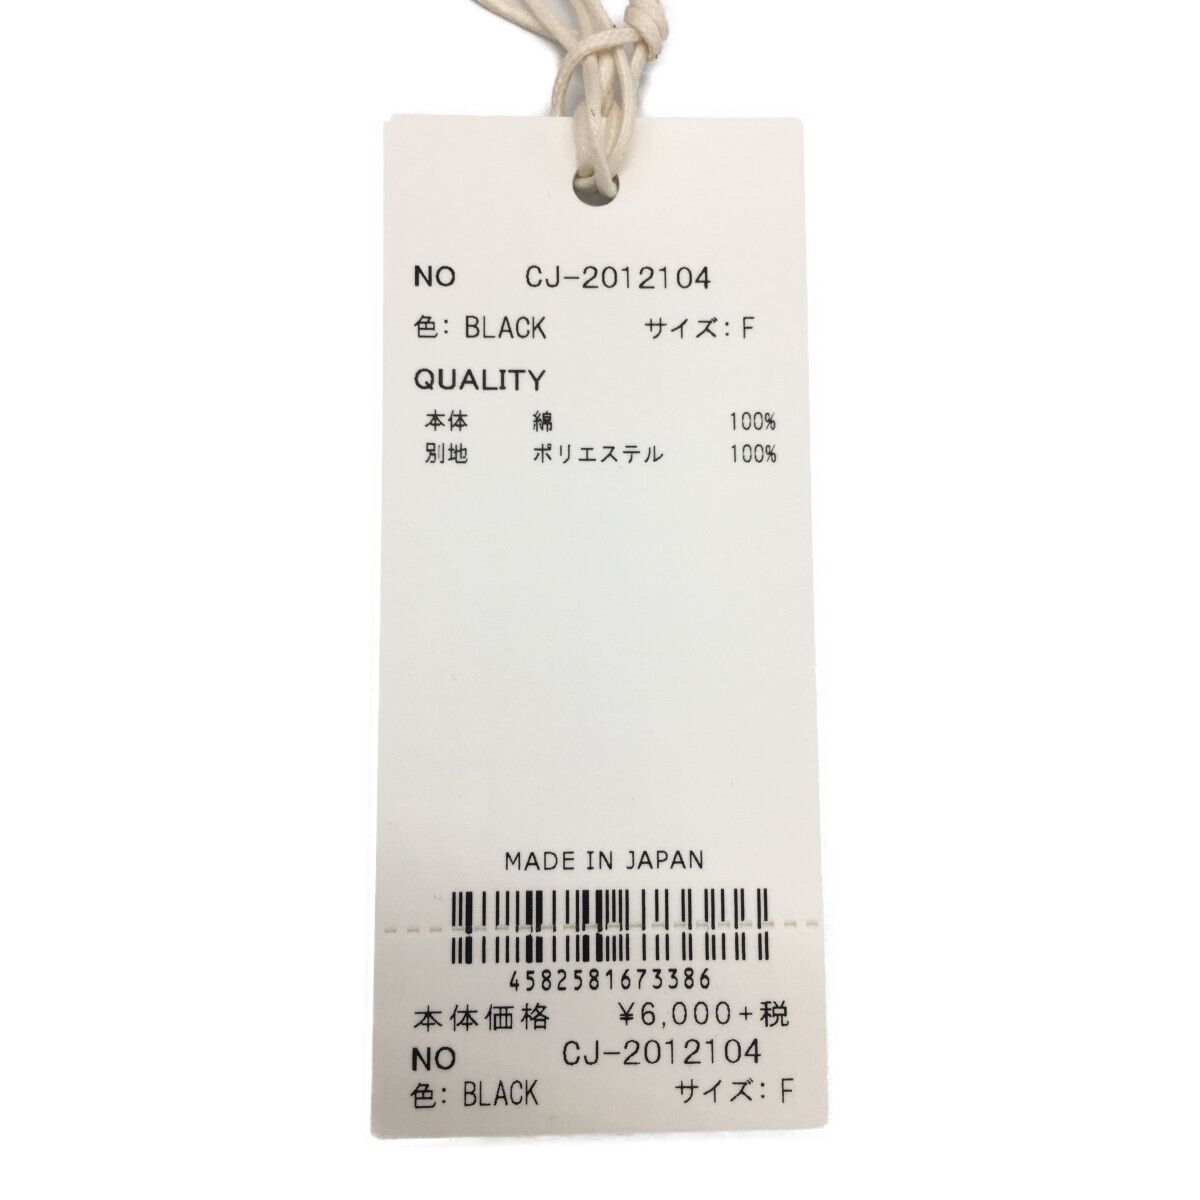 NO CJ-2012104
色: BLACK サイズ: F
QUALITY
本体 綿 100%
別地 ポリエステル 100%
MADE IN JAPAN
4582581673386
本体価格 ¥6,000+税
NO CJ-2012104
色: BLACK サイズ: F